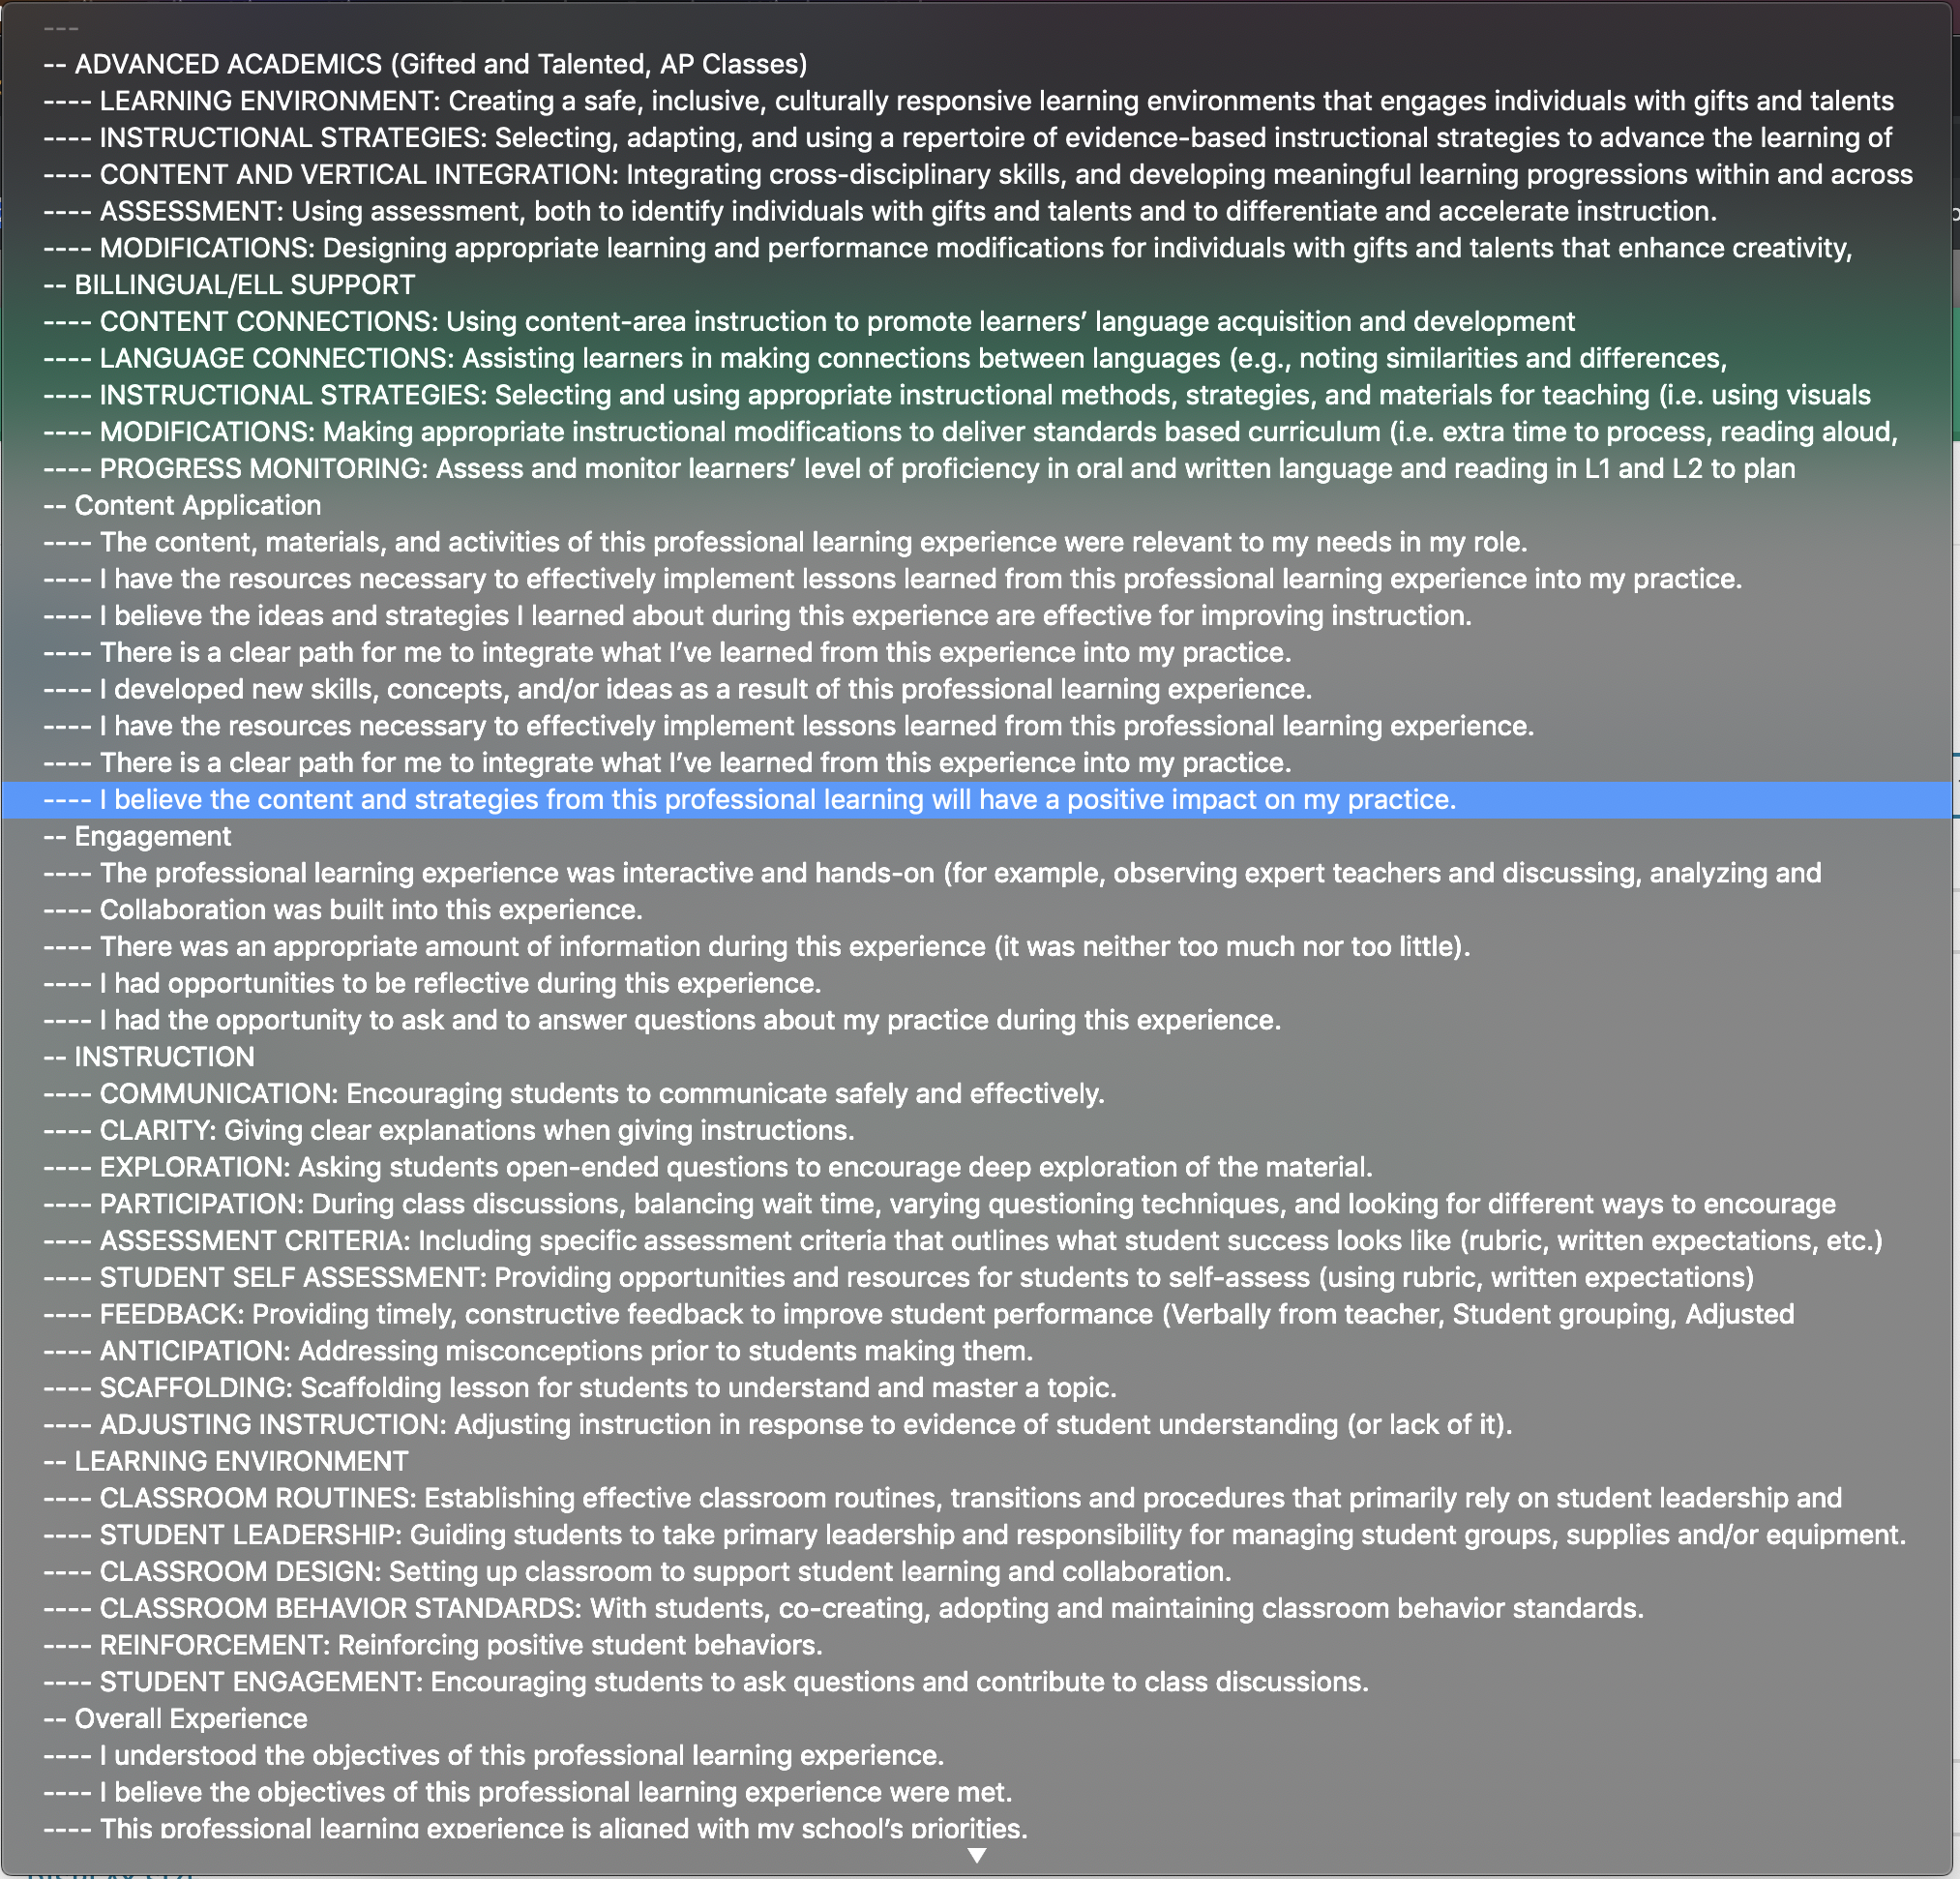 ---
-- ADVANCED ACADEMICS (Gifted and Talented, AP Classes)
---- LEARNING ENVIRONMENT: Creating a safe, inclusive, culturally responsive learning environments that engages individuals with gifts and talents
---- INSTRUCTIONAL STRATEGIES: Selecting, adapting, and using a repertoire of evidence-based instructional strategies to advance the learning of
---- CONTENT AND VERTICAL INTEGRATION: Integrating cross-disciplinary skills, and developing meaningful learning progressions within and across
---- ASSESSMENT: Using assessment, both to identify individuals with gifts and talents and to differentiate and accelerate instruction.
---- MODIFICATIONS: Designing appropriate learning and performance modifications for individuals with gifts and talents that enhance creativity,
-- BILLINGUAL/ELL SUPPORT
---- CONTENT CONNECTIONS: Using content-area instruction to promote learners’ language acquisition and development
---- LANGUAGE CONNECTIONS: Assisting learners in making connections between languages (e.g., noting similarities and differences,
---- INSTRUCTIONAL STRATEGIES: Selecting and using appropriate instructional methods, strategies, and materials for teaching (i.e. using visuals
---- MODIFICATIONS: Making appropriate instructional modifications to deliver standards based curriculum (i.e. extra time to process, reading aloud,
---- PROGRESS MONITORING: Assess and monitor learners’ level of proficiency in oral and written language and reading in L1 and L2 to plan
-- Content Application
---- The content, materials, and activities of this professional learning experience were relevant to my needs in my role.
---- I have the resources necessary to effectively implement lessons learned from this professional learning experience into my practice.
---- I believe the ideas and strategies I learned about during this experience are effective for improving instruction.
---- There is a clear path for me to integrate what I’ve learned from this experience into my practice.
---- I developed new skills, concepts, and/or ideas as a result of this professional learning experience.
---- I have the resources necessary to effectively implement lessons learned from this professional learning experience.
---- There is a clear path for me to integrate what I’ve learned from this experience into my practice.
---- I believe the content and strategies from this professional learning will have a positive impact on my practice.
-- Engagement
---- The professional learning experience was interactive and hands-on (for example, observing expert teachers and discussing, analyzing and
---- Collaboration was built into this experience.
---- There was an appropriate amount of information during this experience (it was neither too much nor too little).
---- I had opportunities to be reflective during this experience.
---- I had the opportunity to ask and to answer questions about my practice during this experience.
-- INSTRUCTION
---- COMMUNICATION: Encouraging students to communicate safely and effectively.
---- CLARITY: Giving clear explanations when giving instructions.
---- EXPLORATION: Asking students open-ended questions to encourage deep exploration of the material.
---- PARTICIPATION: During class discussions, balancing wait time, varying questioning techniques, and looking for different ways to encourage
---- ASSESSMENT CRITERIA: Including specific assessment criteria that outlines what student success looks like (rubric, written expectations, etc.)
---- STUDENT SELF ASSESSMENT: Providing opportunities and resources for students to self-assess (using rubric, written expectations)
---- FEEDBACK: Providing timely, constructive feedback to improve student performance (Verbally from teacher, Student grouping, Adjusted
---- ANTICIPATION: Addressing misconceptions prior to students making them.
---- SCAFFOLDING: Scaffolding lesson for students to understand and master a topic.
---- ADJUSTING INSTRUCTION: Adjusting instruction in response to evidence of student understanding (or lack of it).
-- LEARNING ENVIRONMENT
---- CLASSROOM ROUTINES: Establishing effective classroom routines, transitions and procedures that primarily rely on student leadership and
---- STUDENT LEADERSHIP: Guiding students to take primary leadership and responsibility for managing student groups, supplies and/or equipment.
---- CLASSROOM DESIGN: Setting up classroom to support student learning and collaboration.
---- CLASSROOM BEHAVIOR STANDARDS: With students, co-creating, adopting and maintaining classroom behavior standards.
---- REINFORCEMENT: Reinforcing positive student behaviors.
---- STUDENT ENGAGEMENT: Encouraging students to ask questions and contribute to class discussions.
-- Overall Experience
---- I understood the objectives of this professional learning experience.
---- I believe the objectives of this professional learning experience were met.
---- This professional learning experience is aligned with my school’s priorities.